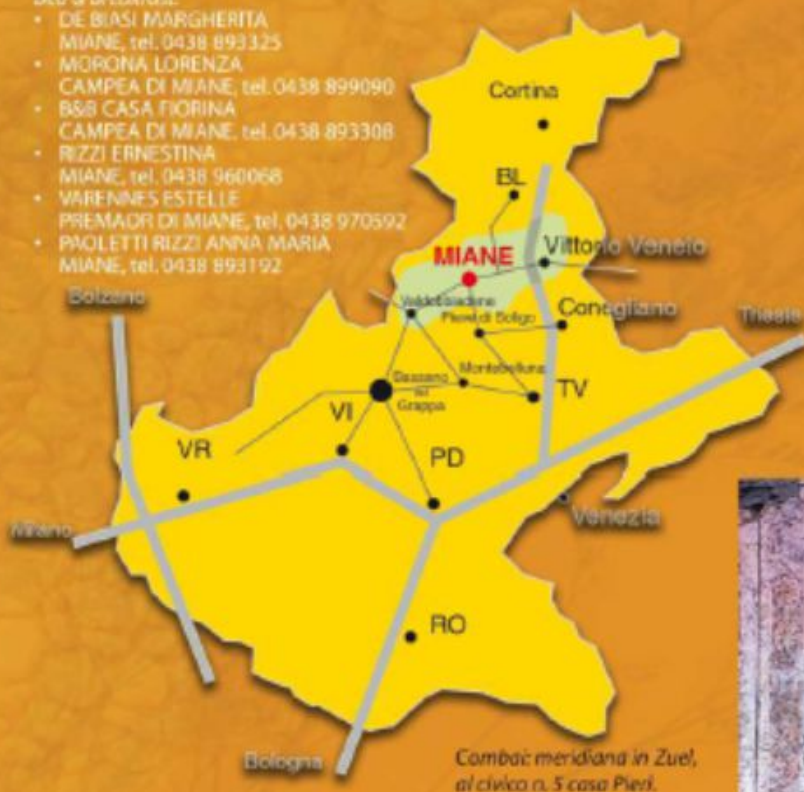 • DE BIASI MARGHERITA
MIANE, tel. 0438 893325
• MORONA LORENZA
CAMPEA DI MIANE, tel. 0438 899090
• B&B CASA FIORINA
CAMPEA DI MIANE, tel. 0438 893308
• RIZZI ERNESTINA
MIANE, tel. 0438 960068
• VARENNES ESTELLE
PREMAOR DI MIANE, tel. 0438 970592
• PAOLETTI RIZZI ANNA MARIA
MIANE, tel. 0438 893192
Cortina
BL
MIANE
Vittorio Veneto
Bolzano
Valdobbiadene
Conegliano
Pieve di Soligo
Trieste
Montebelluna
Bassano
del
Grappa
TV
VI
VR
PD
Milano
Venezia
RO
Bologna
Combai: meridiana in Zuel,
al civico n. 5 casa Pieri.